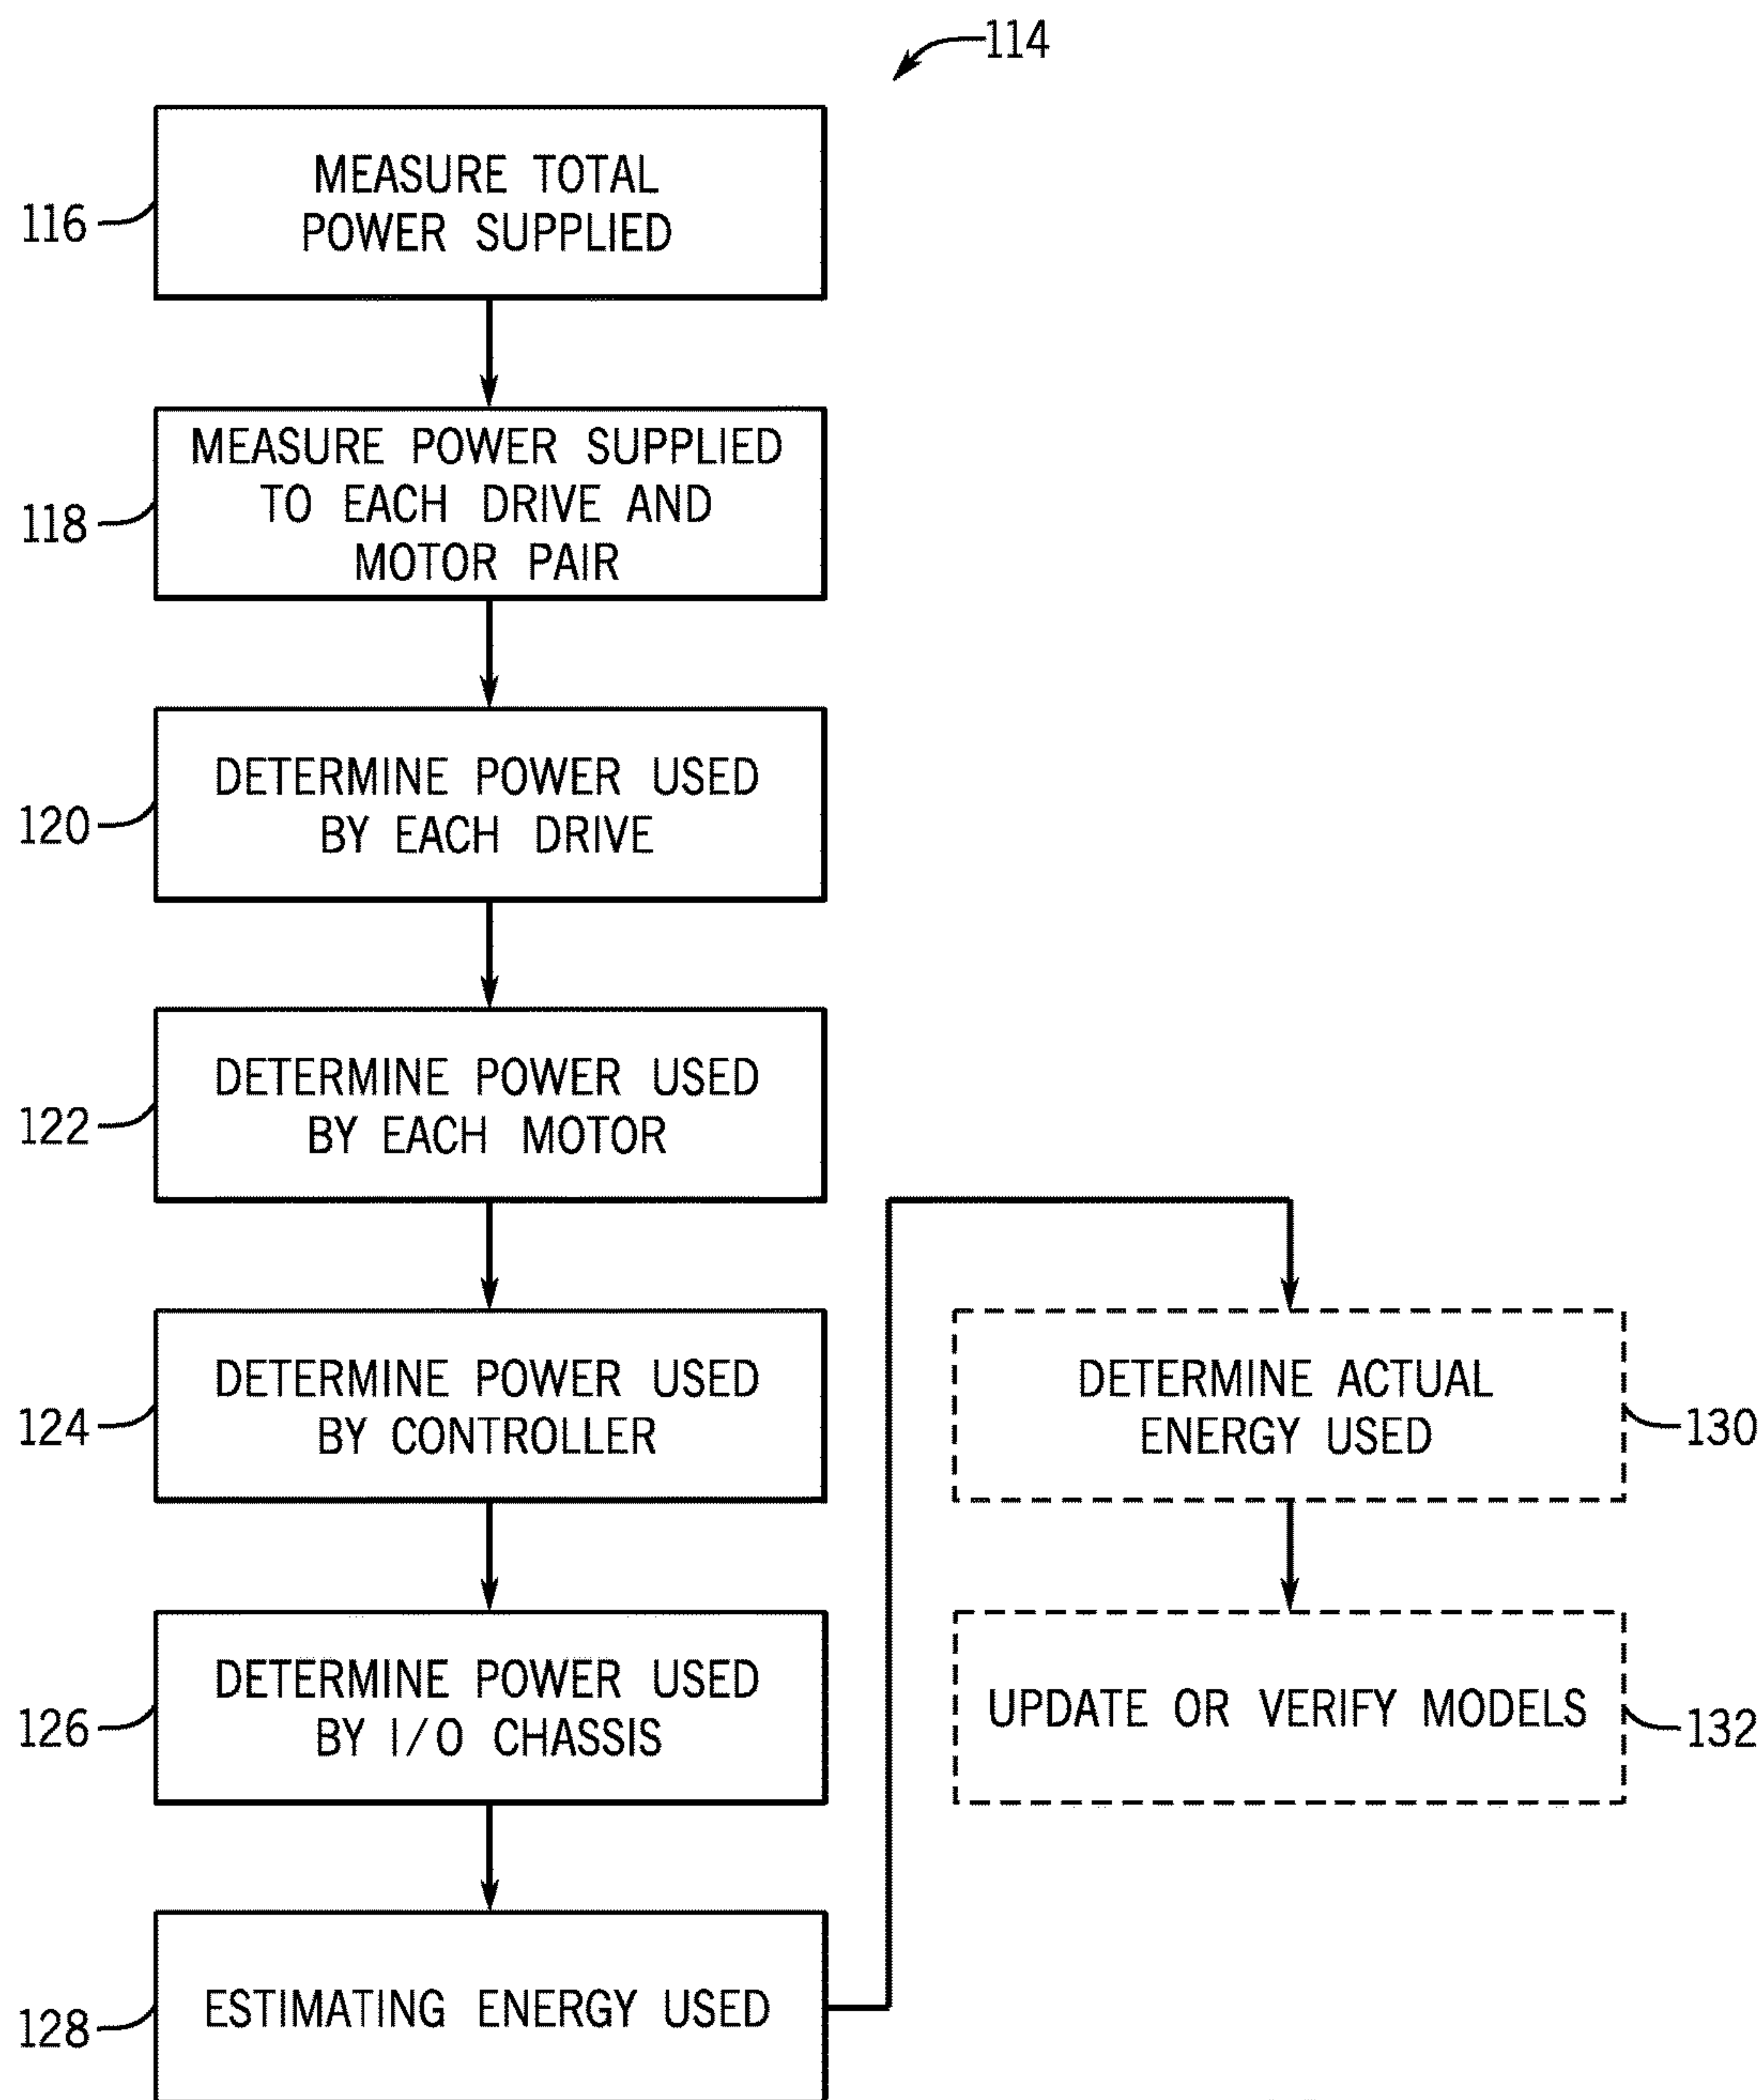 114
MEASURE TOTAL
POWER SUPPLIED
116
MEASURE POWER SUPPLIED
TO EACH DRIVE AND
MOTOR PAIR
118
DETERMINE POWER USED
BY EACH DRIVE
120
DETERMINE POWER USED
BY EACH MOTOR
122
DETERMINE POWER USED
BY CONTROLLER
124
DETERMINE POWER USED
BY I/O CHASSIS
126
ESTIMATING ENERGY USED
128
DETERMINE ACTUAL
ENERGY USED
130
UPDATE OR VERIFY MODELS
132